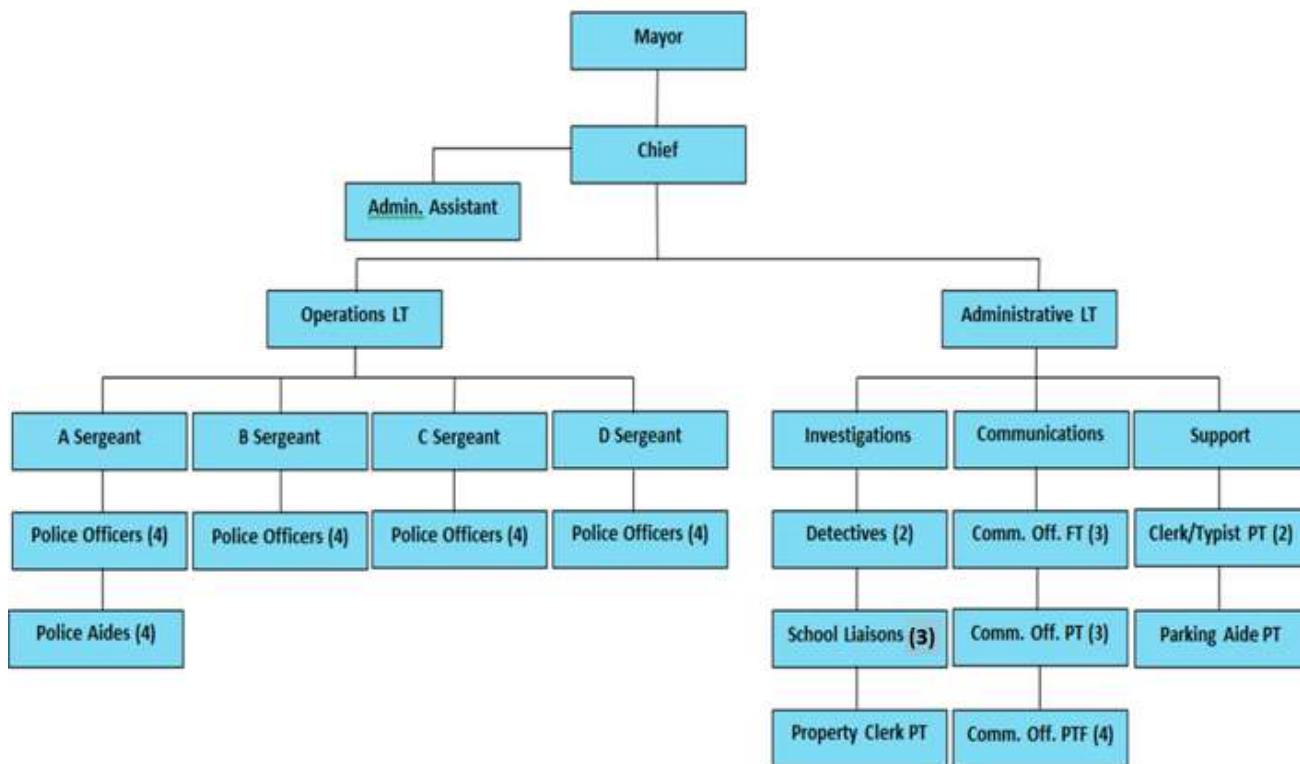 Mayor
Chief
Admin. Assistant
Operations LT
Administrative LT
A Sergeant
B Sergeant
C Sergeant
D Sergeant
Investigations
Communications
Support
Police Officers (4)
Police Officers (4)
Police Officers (4)
Police Officers (4)
Detectives (2)
Comm. Off. FT (3)
Clerk/Typist PT (2)
Police Aides (4)
School Liaisons (3)
Comm. Off. PT (3)
Parking Aide PT
Property Clerk PT
Comm. Off. PTF (4)